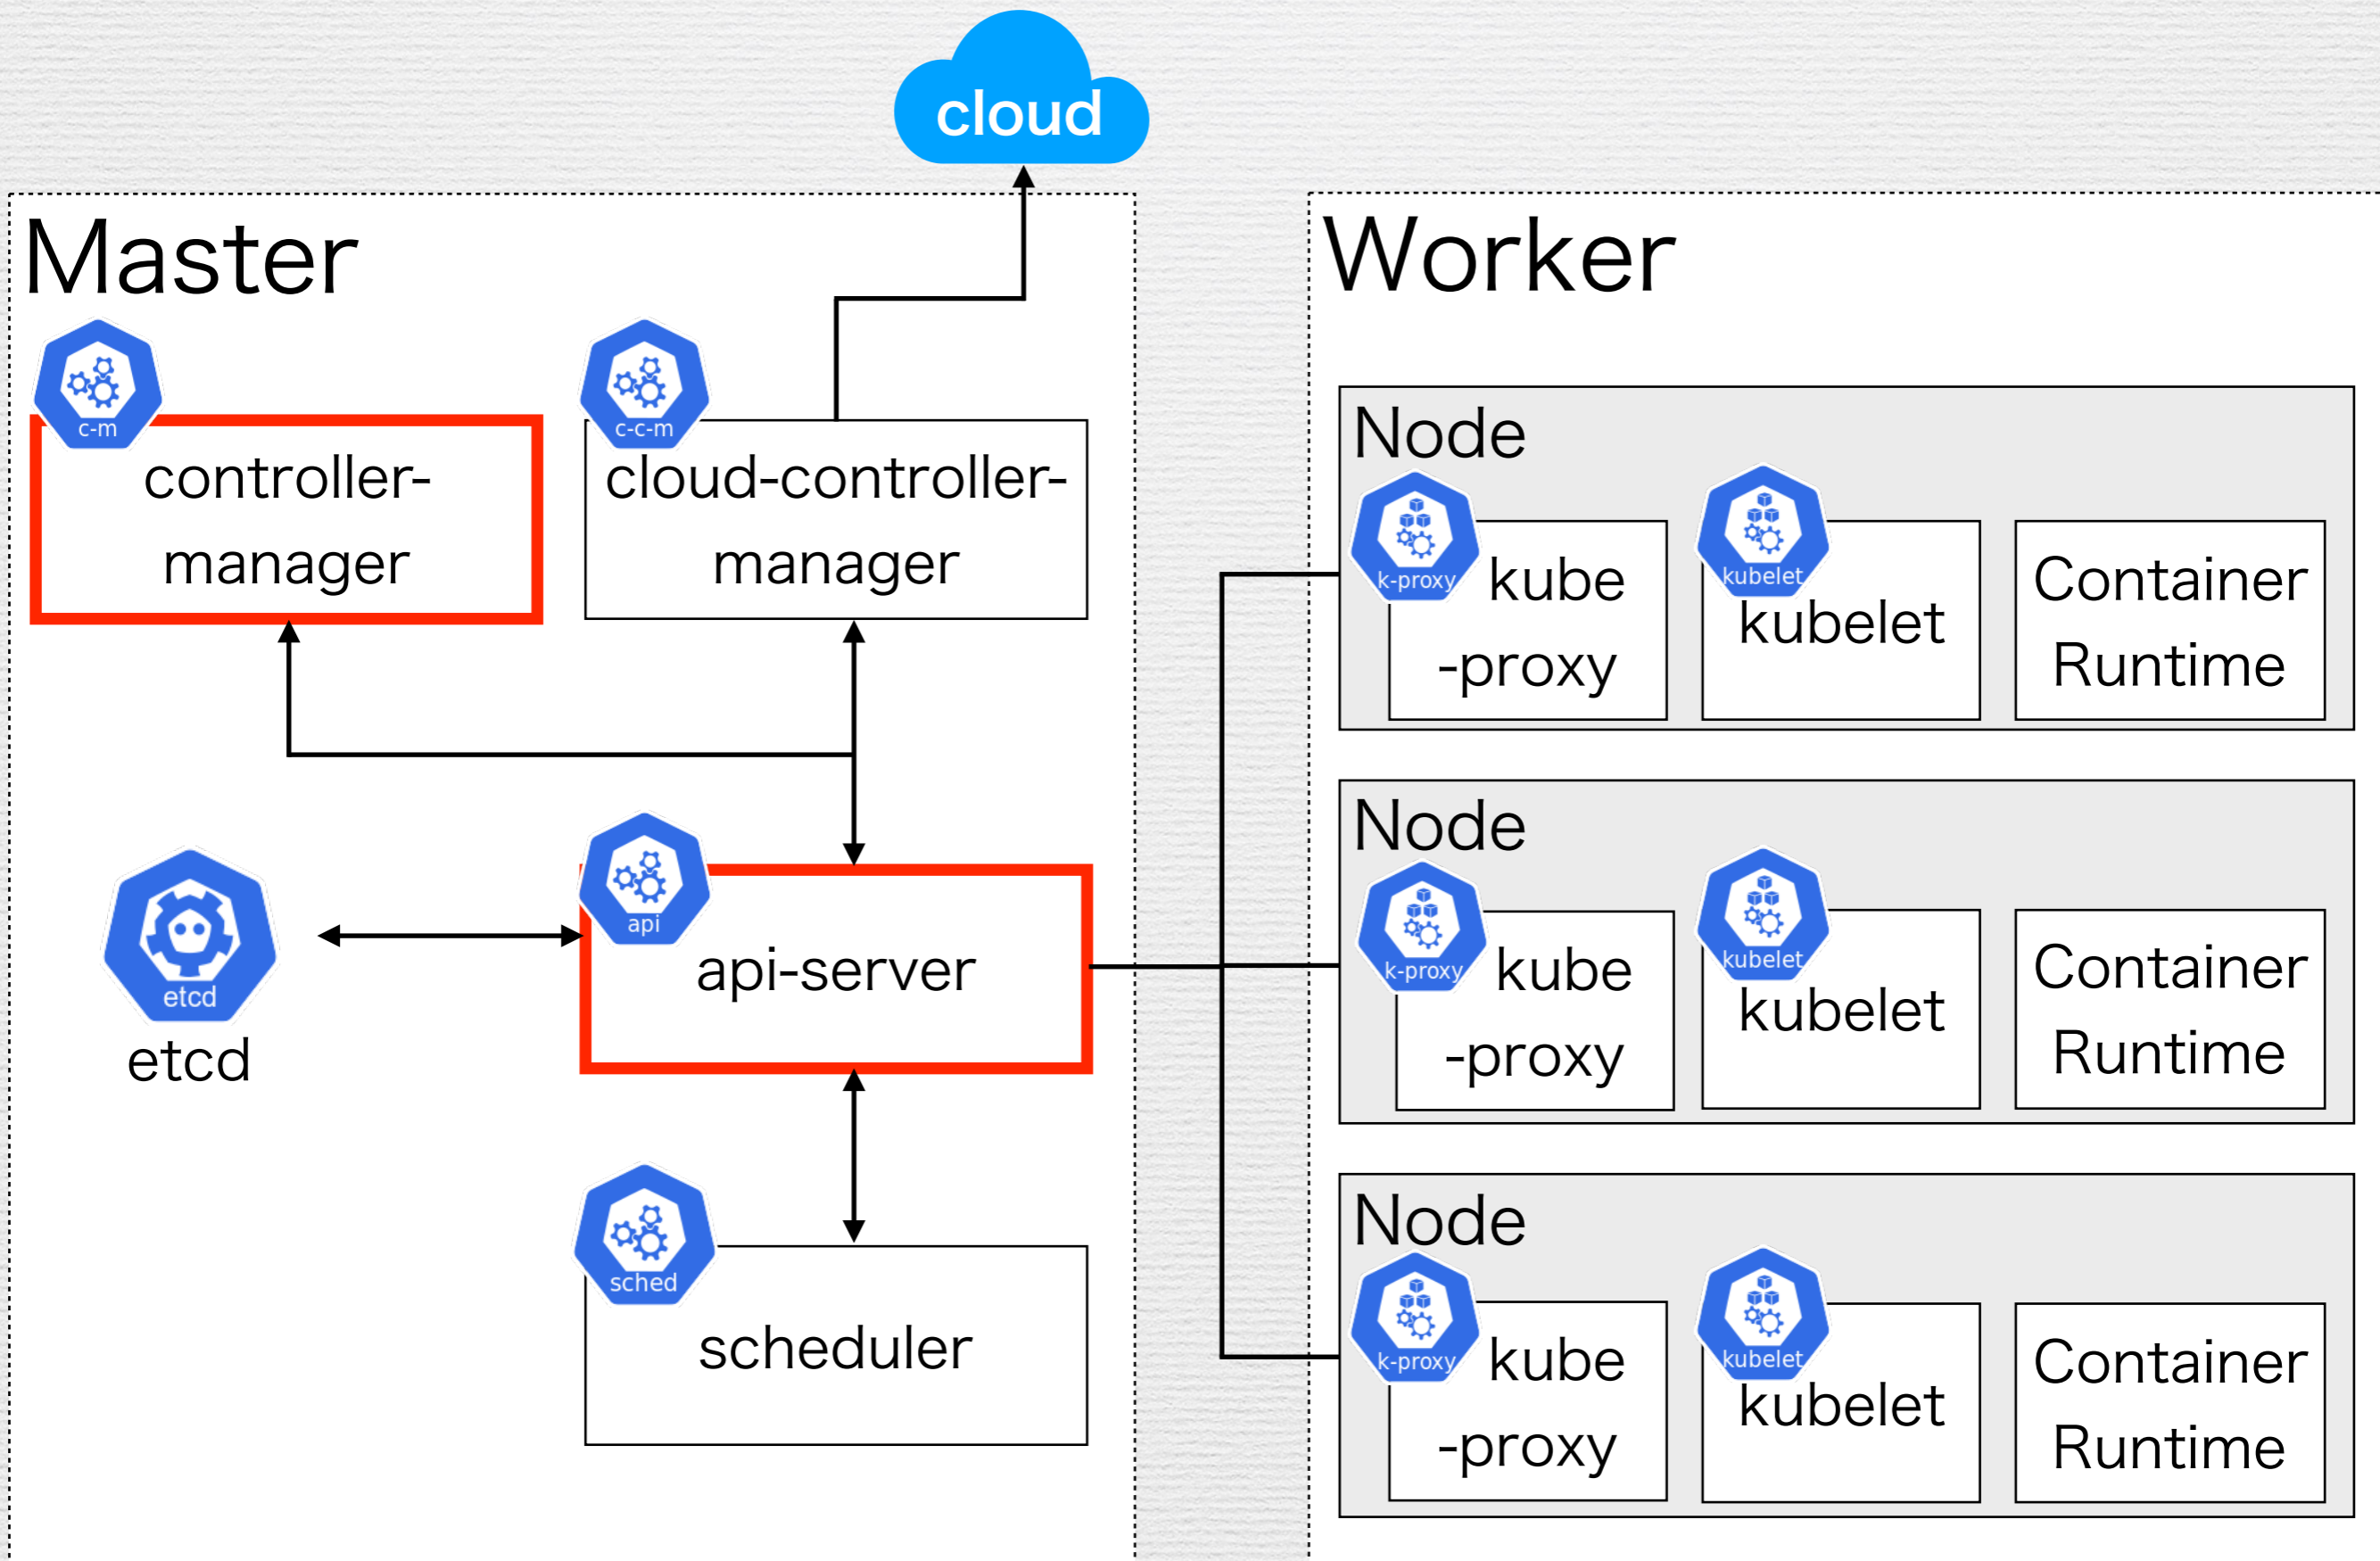 cloud
Master
c-m
controller-
manager
c-c-m
cloud-controller-
manager
etcd
etcd
api
api-server
sched
scheduler
Worker
Node
k-proxy
kube
-proxy
kubelet
kubelet
Container
Runtime
Node
k-proxy
kube
-proxy
kubelet
kubelet
Container
Runtime
Node
k-proxy
kube
-proxy
kubelet
kubelet
Container
Runtime